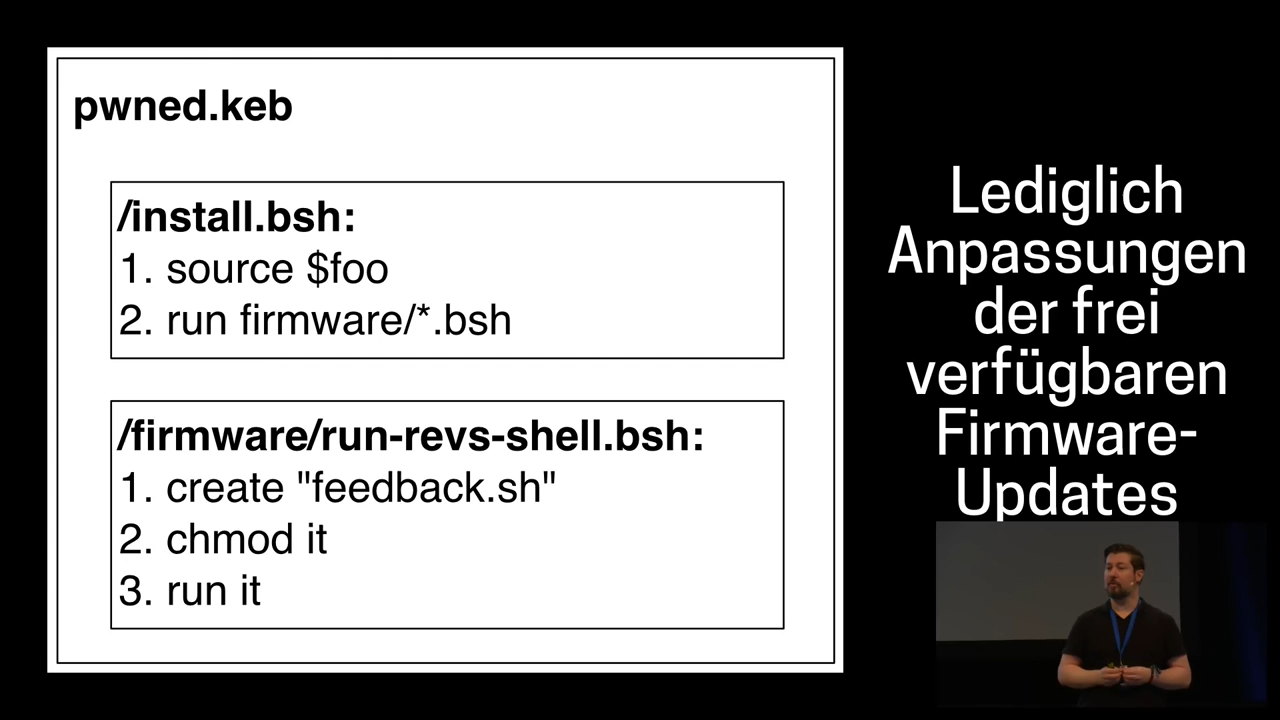 pwned.keb
/install.bsh:
1. source $foo
2. run firmware/*.bsh
/firmware/run-revs-shell.bsh:
1. create "feedback.sh"
2. chmod it
3. run it
Lediglich
Anpassungen
der frei
verfügbaren
Firmware-
Updates